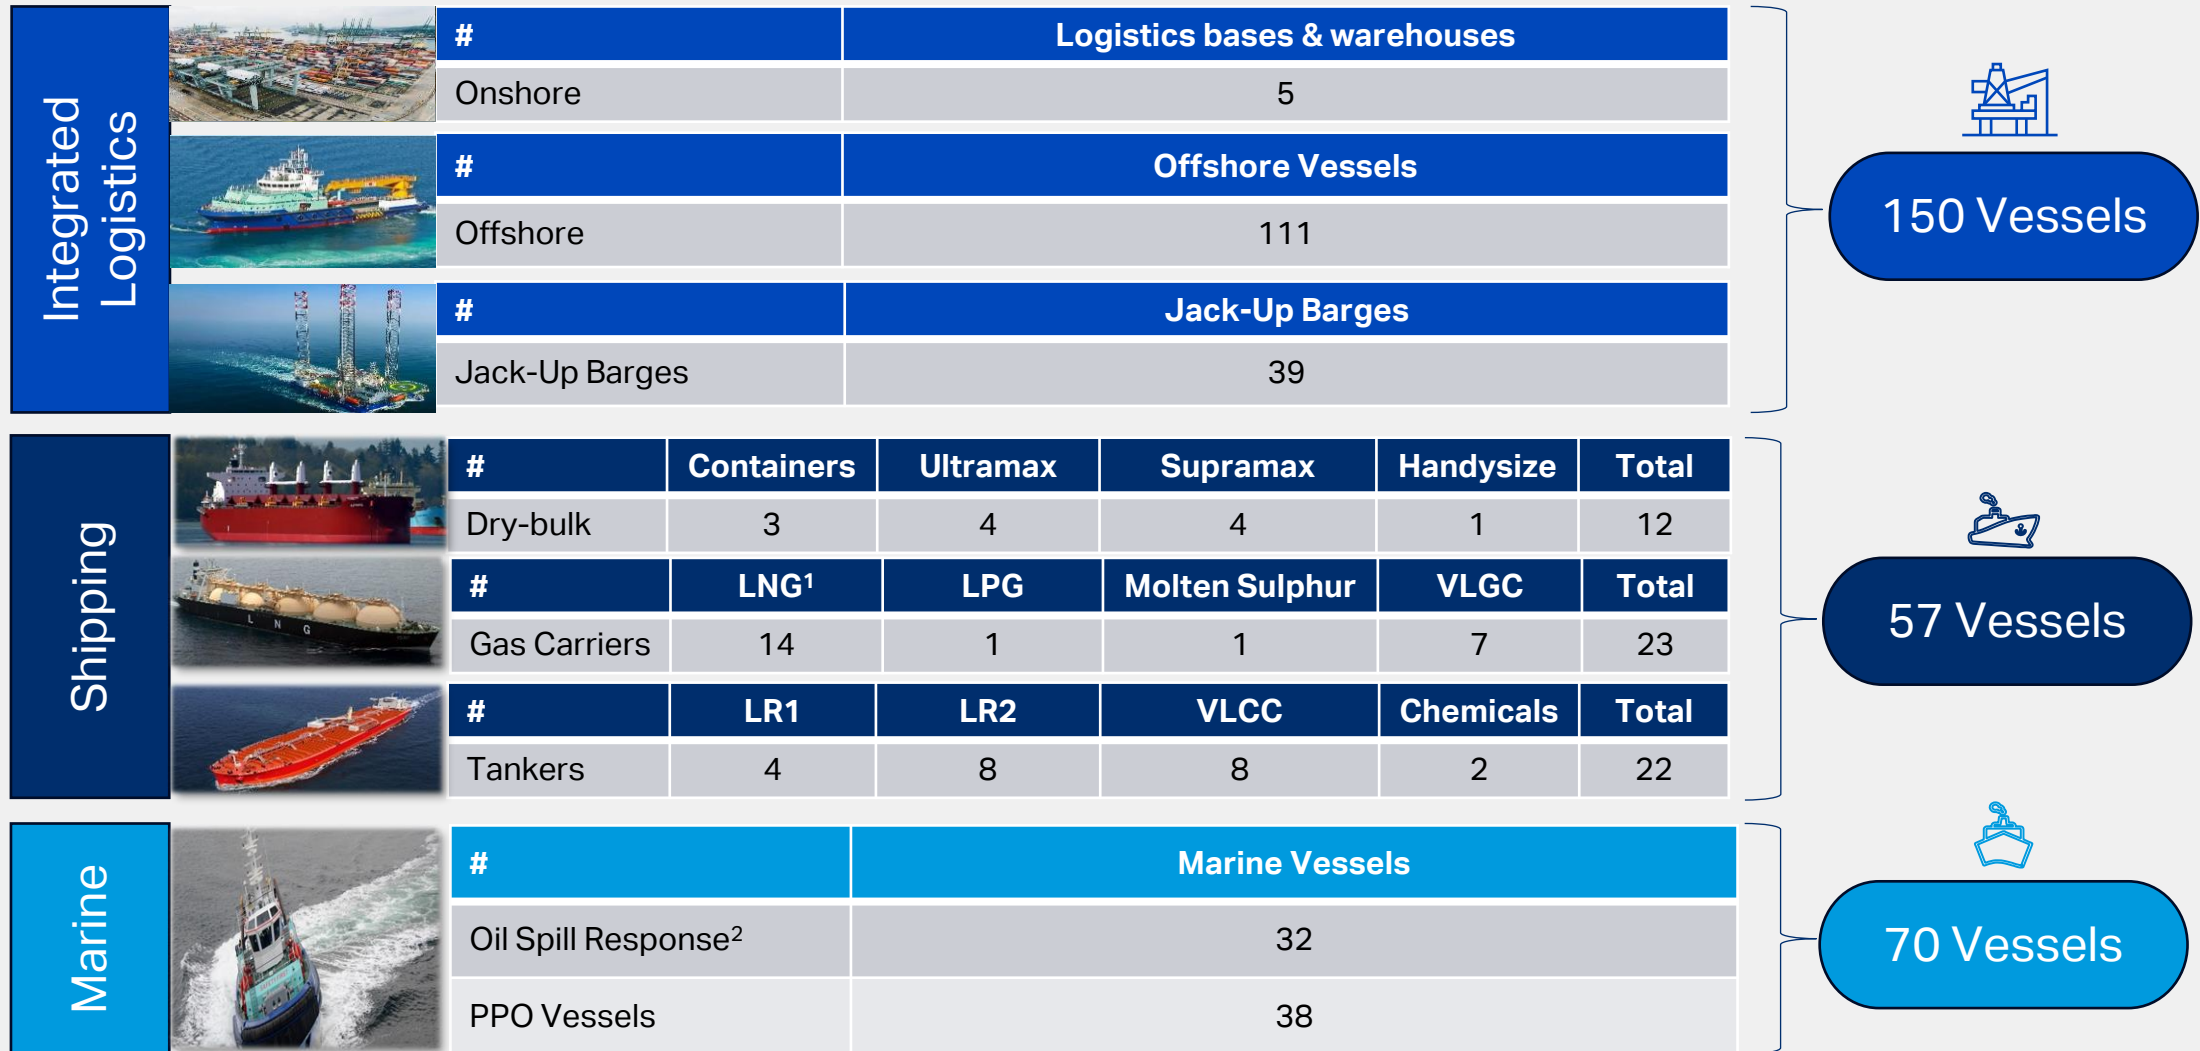 Integrated
Logistics
# Logistics bases & warehouses
Onshore 5
# Offshore Vessels
Offshore 111
# Jack-Up Barges
Jack-Up Barges 39
150 Vessels
Shipping
# Containers Ultramax Supramax Handysize Total
Dry-bulk 3 4 4 1 12
# LNG¹ LPG Molten Sulphur VLGC Total
Gas Carriers 14 1 1 7 23
# LR1 LR2 VLCC Chemicals Total
Tankers 4 8 8 2 22
L N G
57 Vessels
Marine
# Marine Vessels
Oil Spill Response² 32
PPO Vessels 38
70 Vessels